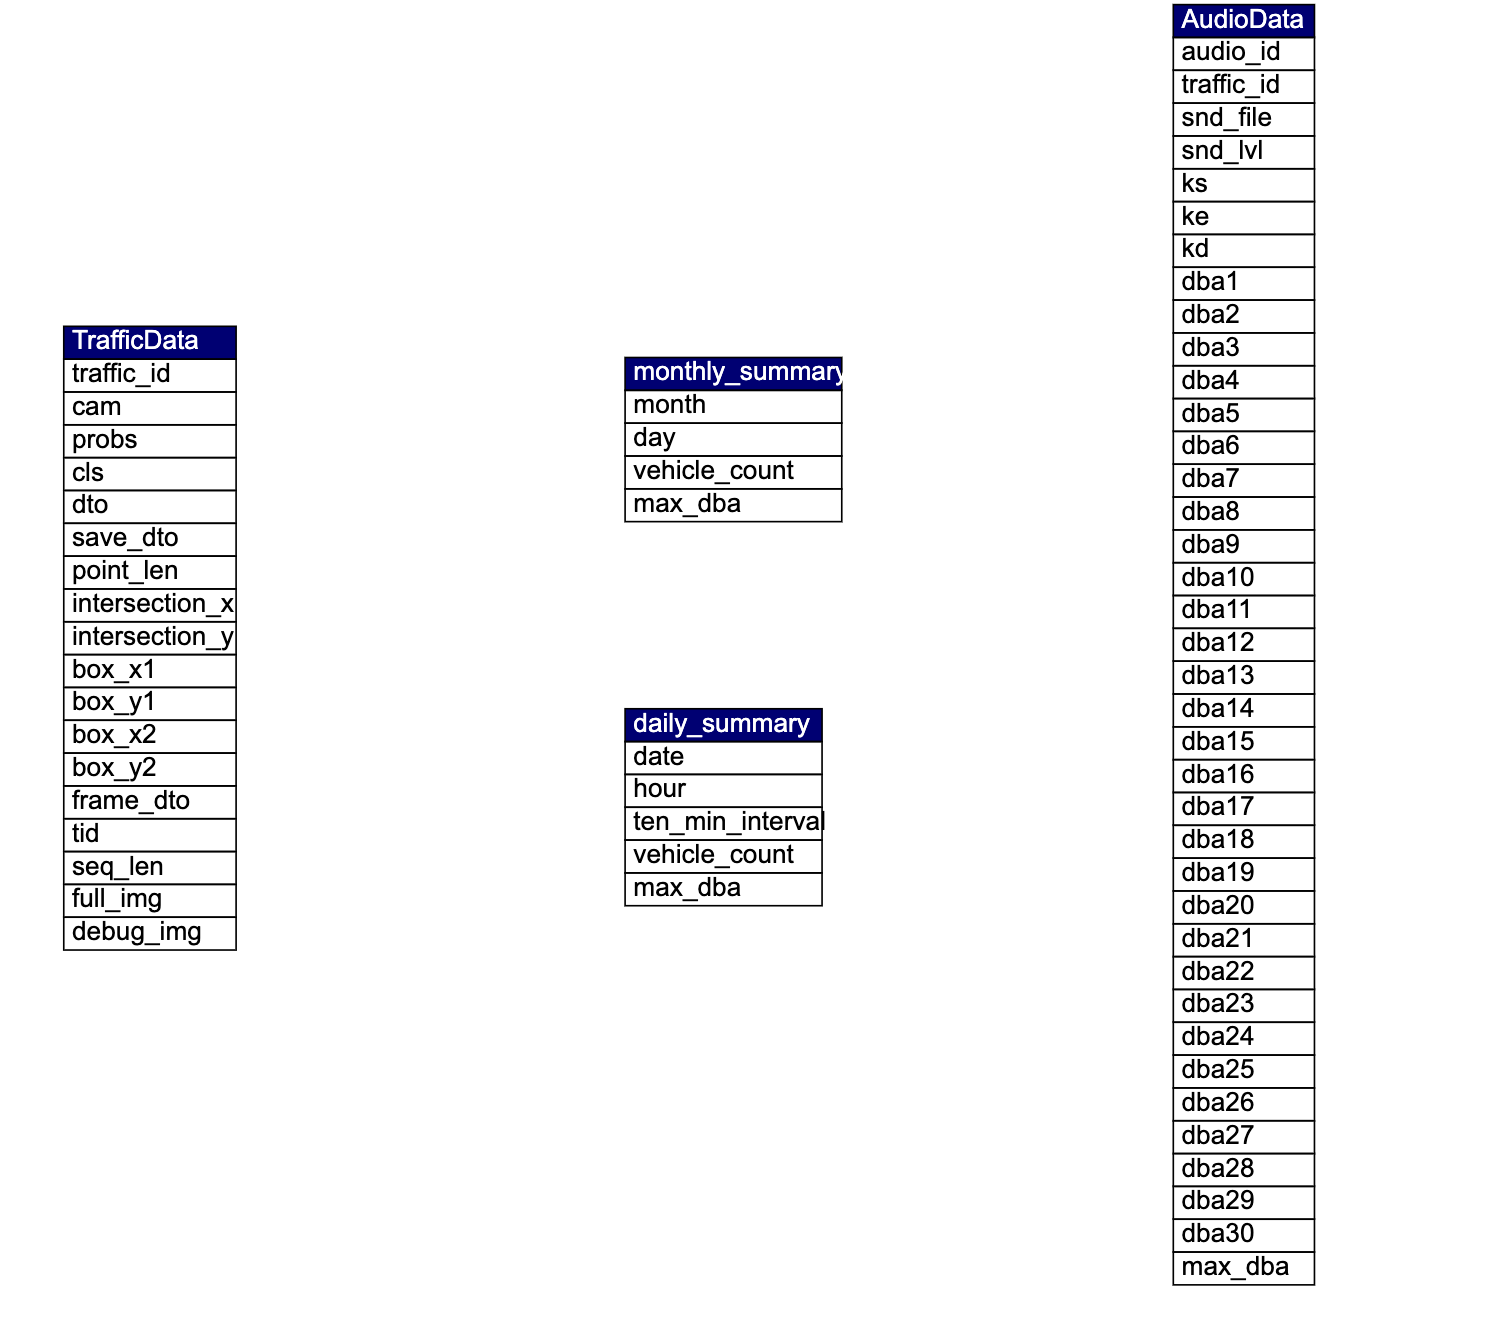 TrafficData
traffic_id
cam
probs
cls
dto
save_dto
point_len
intersection_x
intersection_y
box_x1
box_y1
box_x2
box_y2
frame_dto
tid
seq_len
full_img
debug_img
monthly_summary
month
day
vehicle_count
max_dba
daily_summary
date
hour
ten_min_interval
vehicle_count
max_dba
AudioData
audio_id
traffic_id
snd_file
snd_lvl
ks
ke
kd
dba1
dba2
dba3
dba4
dba5
dba6
dba7
dba8
dba9
dba10
dba11
dba12
dba13
dba14
dba15
dba16
dba17
dba18
dba19
dba20
dba21
dba22
dba23
dba24
dba25
dba26
dba27
dba28
dba29
dba30
max_dba